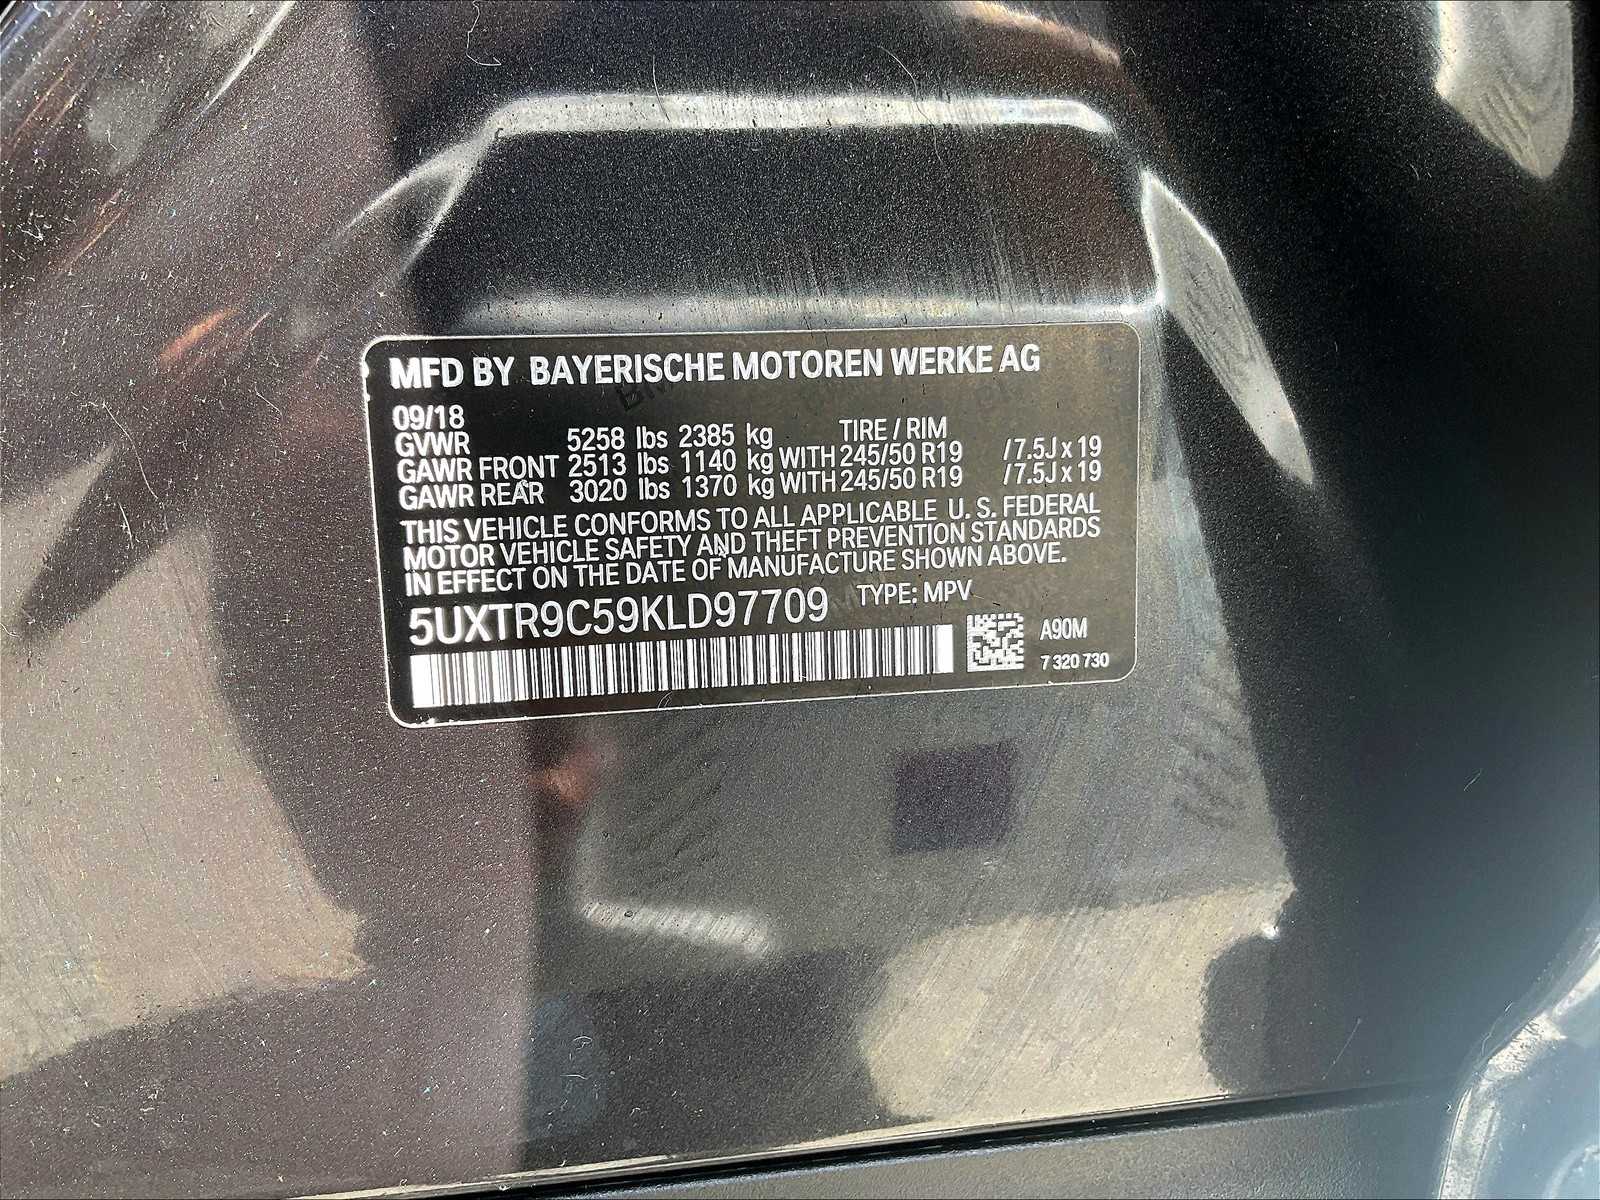 MFD BY BAYERISCHE MOTOREN WERKE AG
09/18
GVWR 5258 lbs 2385 kg TIRE / RIM
GAWR FRONT 2513 lbs 1140 kg WITH 245/50 R19 /7.5J x 19
GAWR REAR 3020 lbs 1370 kg WITH 245/50 R19 /7.5J x 19
THIS VEHICLE CONFORMS TO ALL APPLICABLE U. S. FEDERAL
MOTOR VEHICLE SAFETY AND THEFT PREVENTION STANDARDS
IN EFFECT ON THE DATE OF MANUFACTURE SHOWN ABOVE.
5UXTR9C59KLD97709 TYPE: MPV
A90M
7 320 730